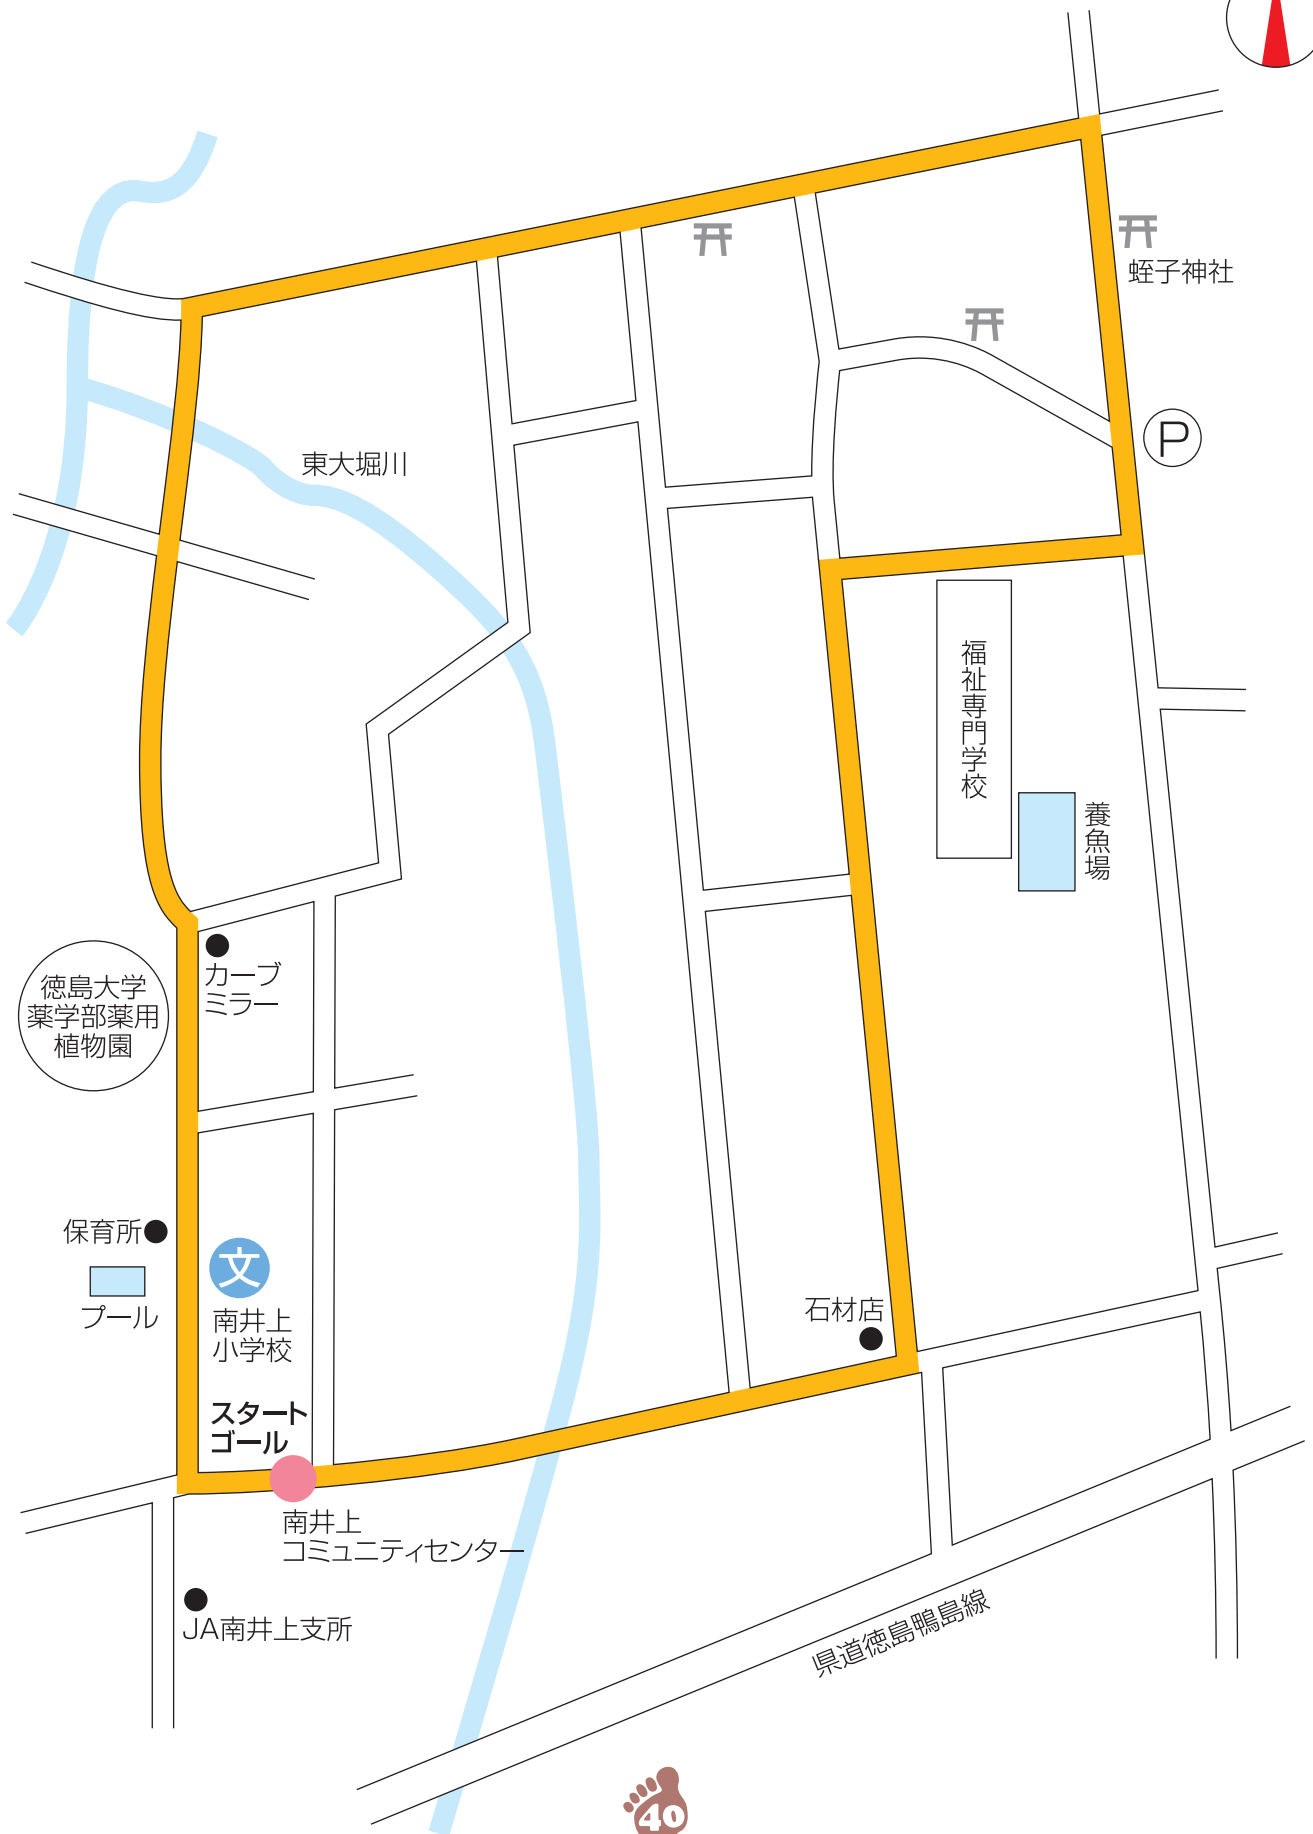 蛭子神社
P
東大堀川
福祉専門学校
養魚場
カーブ
ミラー
徳島大学
薬学部薬用
植物園
保育所
プール
文
南井上
小学校
石材店
スタート
ゴール
南井上
コミュニティセンター
JA南井上支所
県道徳島鴨島線
40